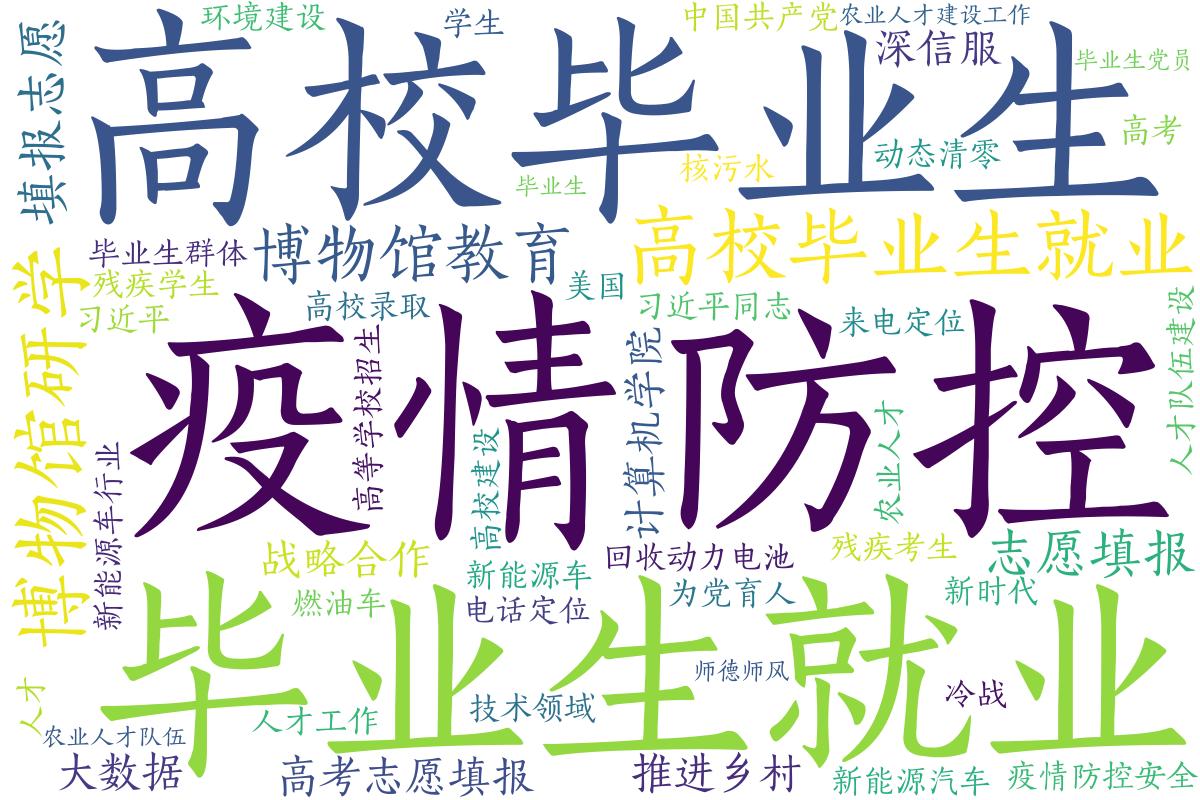 环境建设
学生
中国共产党
农业人才建设工作
填报志愿
高校毕业生
深信服
毕业生党员
高考
动态清零
核污水
毕业生
高校毕业生就业
博物馆教育
毕业生群体
博物馆研学
残疾学生
美国
习近平
高校录取
习近平同志
来电定位
人才队伍建设
疫情防控
高等学校招生
计算机学院
农业人才
高校建设
新能源车行业
战略合作
回收动力电池
残疾考生
志愿填报
新能源车
燃油车
电话定位
为党育人
新时代
毕业生就业
师德师风
冷战
人才
人才工作
技术领域
农业人才队伍
大数据
高考志愿填报
推进乡村
新能源汽车
疫情防控安全